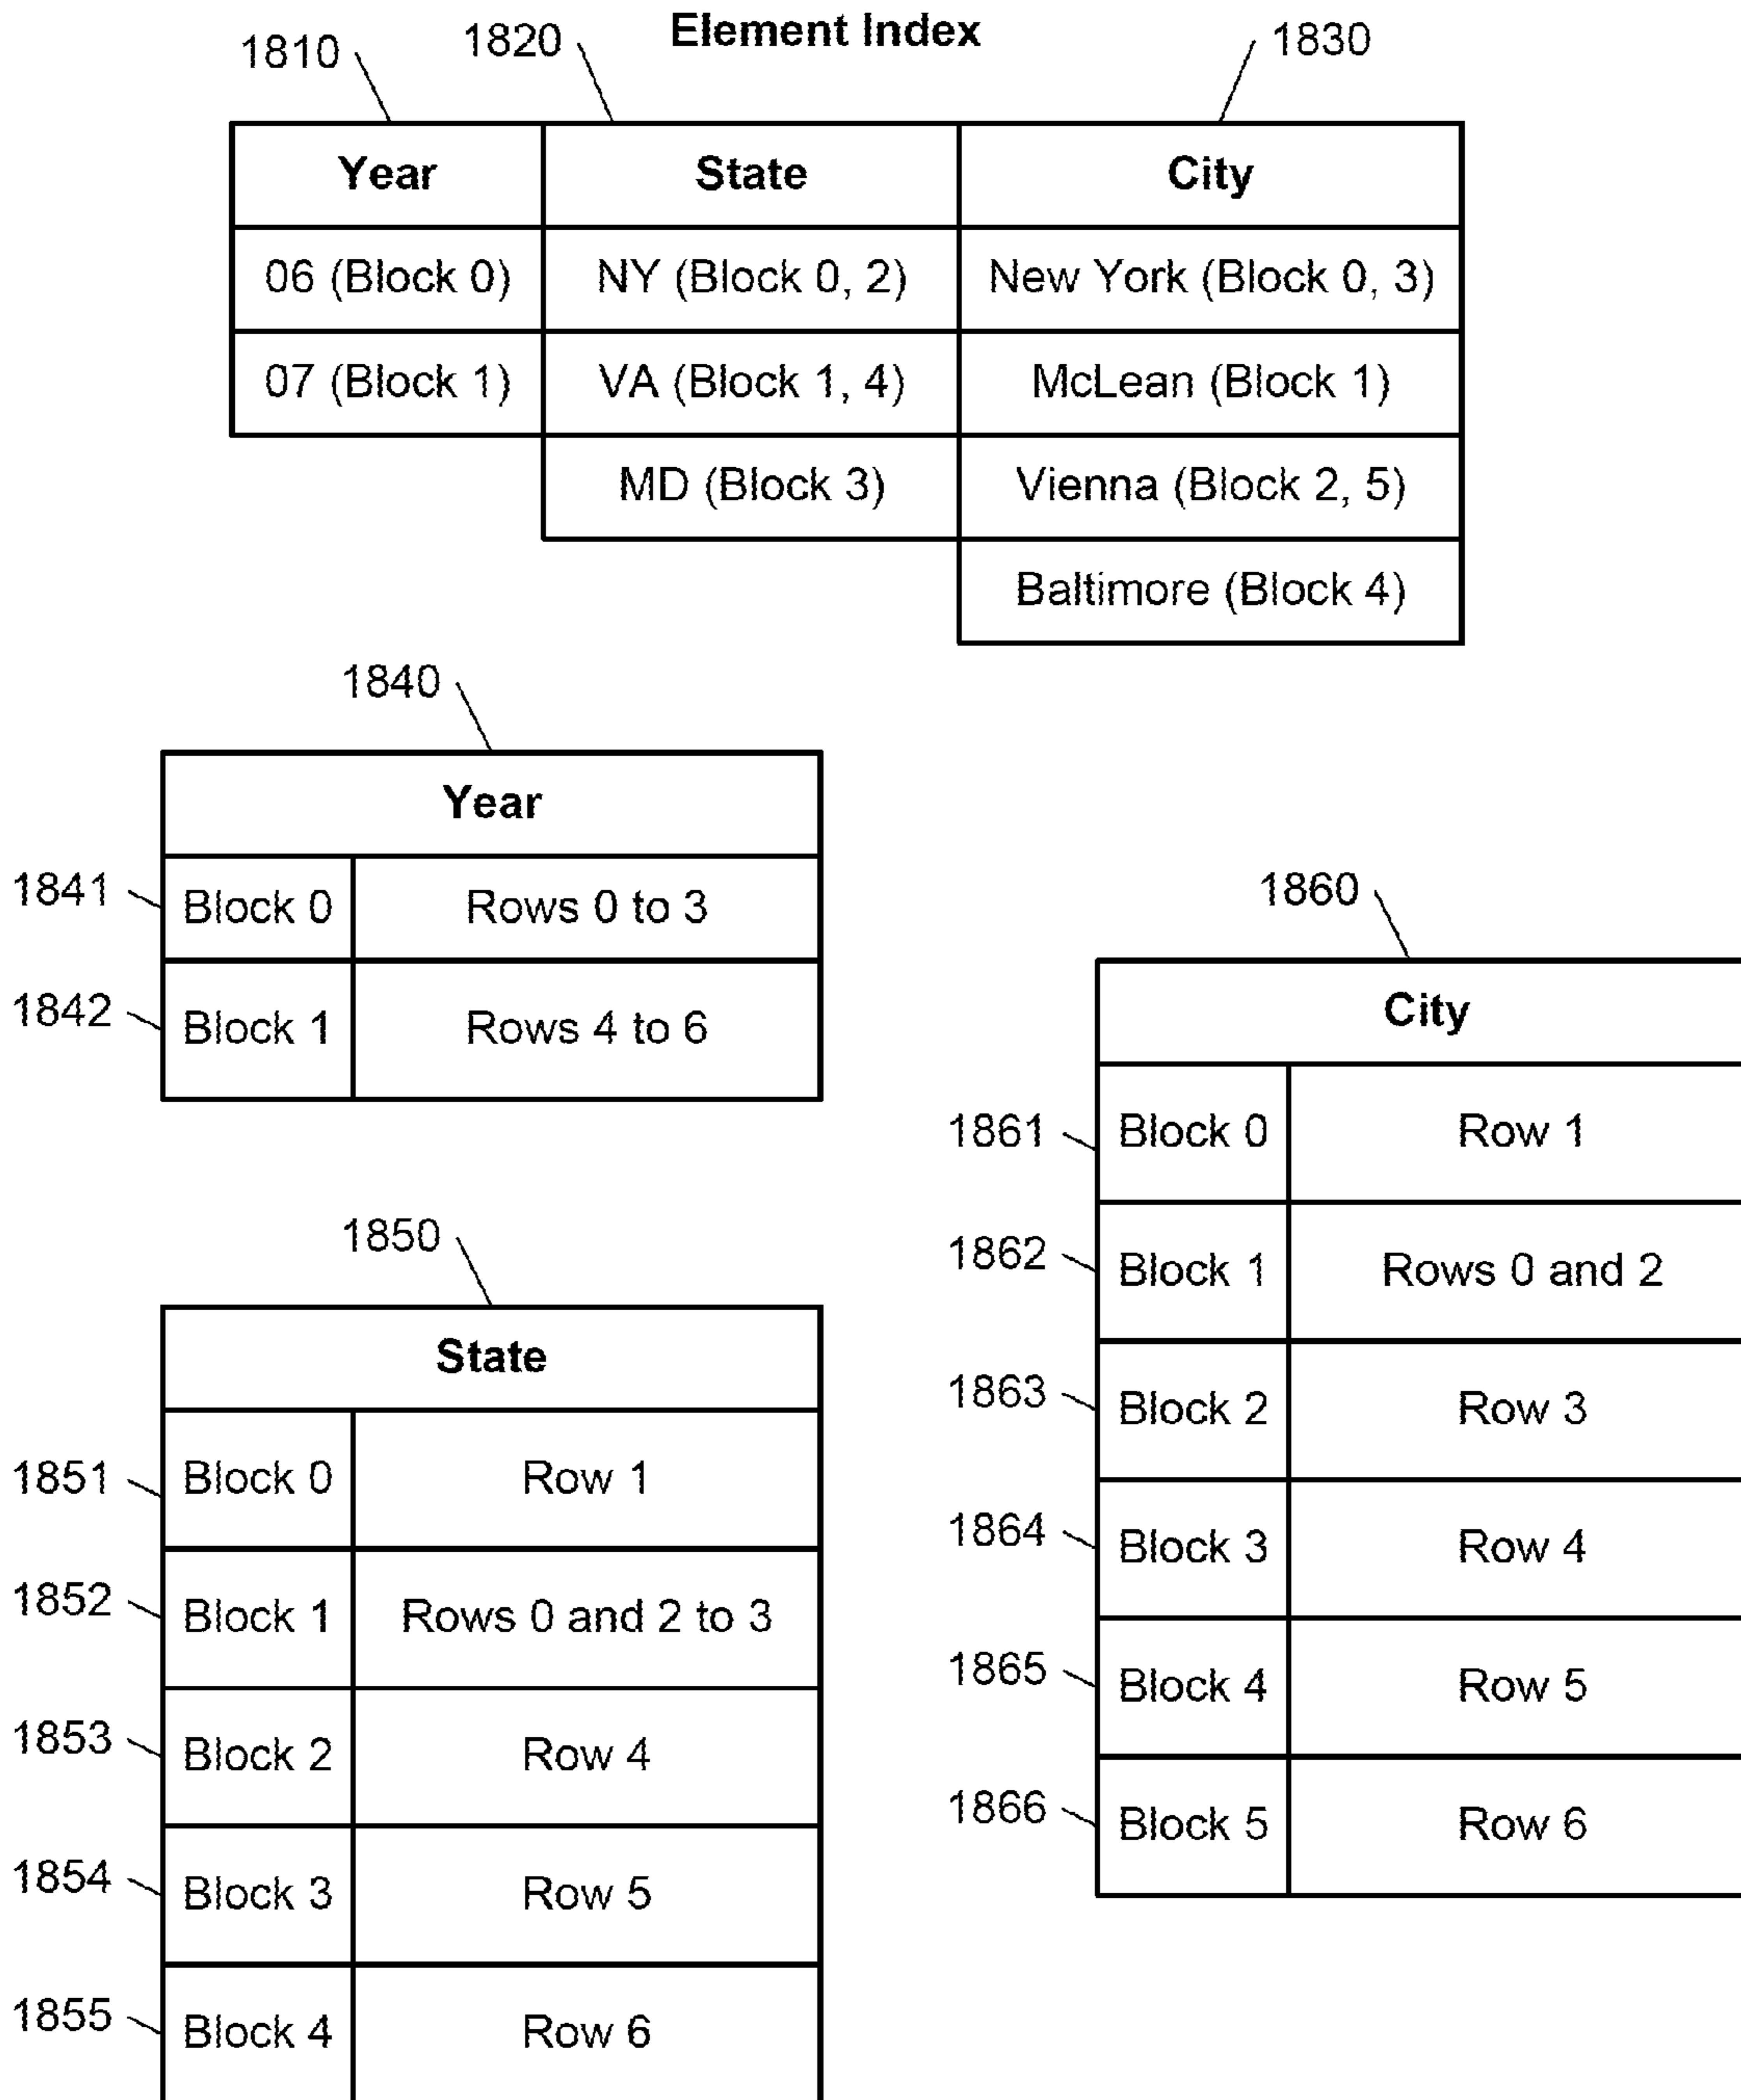 Element Index
1810 1820 1830
Year State City
06 (Block 0) NY (Block 0, 2) New York (Block 0, 3)
07 (Block 1) VA (Block 1, 4) McLean (Block 1)
MD (Block 3) Vienna (Block 2, 5)
Baltimore (Block 4)
1840
Year
1841 Block 0 Rows 0 to 3
1842 Block 1 Rows 4 to 6
1850
State
1851 Block 0 Row 1
1852 Block 1 Rows 0 and 2 to 3
1853 Block 2 Row 4
1854 Block 3 Row 5
1855 Block 4 Row 6
1860
City
1861 Block 0 Row 1
1862 Block 1 Rows 0 and 2
1863 Block 2 Row 3
1864 Block 3 Row 4
1865 Block 4 Row 5
1866 Block 5 Row 6